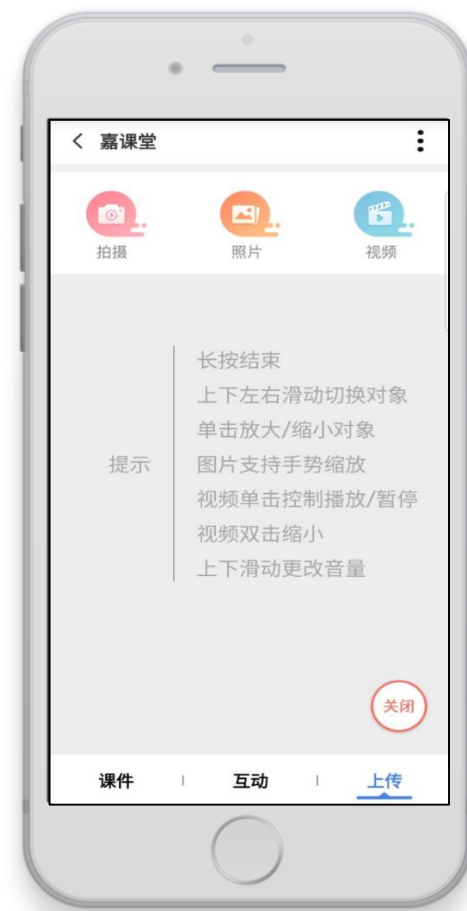 嘉课堂
拍摄
照片
视频
提示
长按结束
上下左右滑动切换对象
单击放大/缩小对象
图片支持手势缩放
视频单击控制播放/暂停
视频双击缩小
上下滑动更改音量
关闭
课件
互动
上传